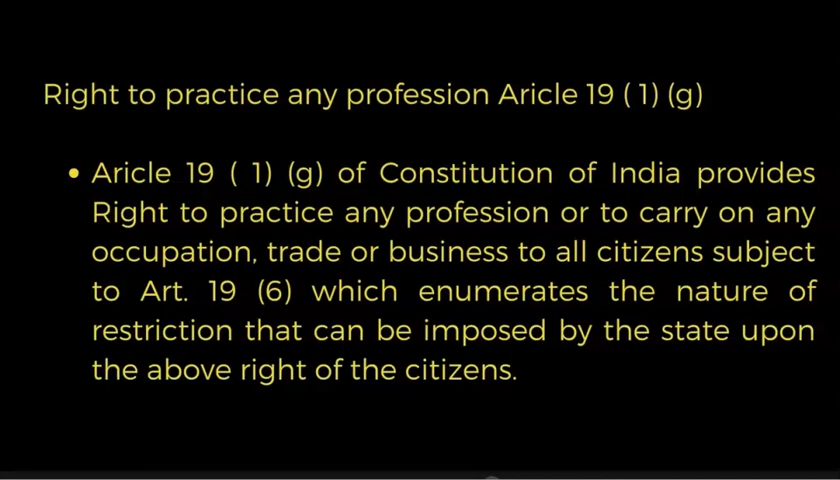 Right to practice any profession Aricle 19 ( 1) (g)
• Aricle 19 ( 1) (g) of Constitution of India provides
Right to practice any profession or to carry on any
occupation, trade or business to all citizens subject
to Art. 19 (6) which enumerates the nature of
restriction that can be imposed by the state upon
the above right of the citizens.